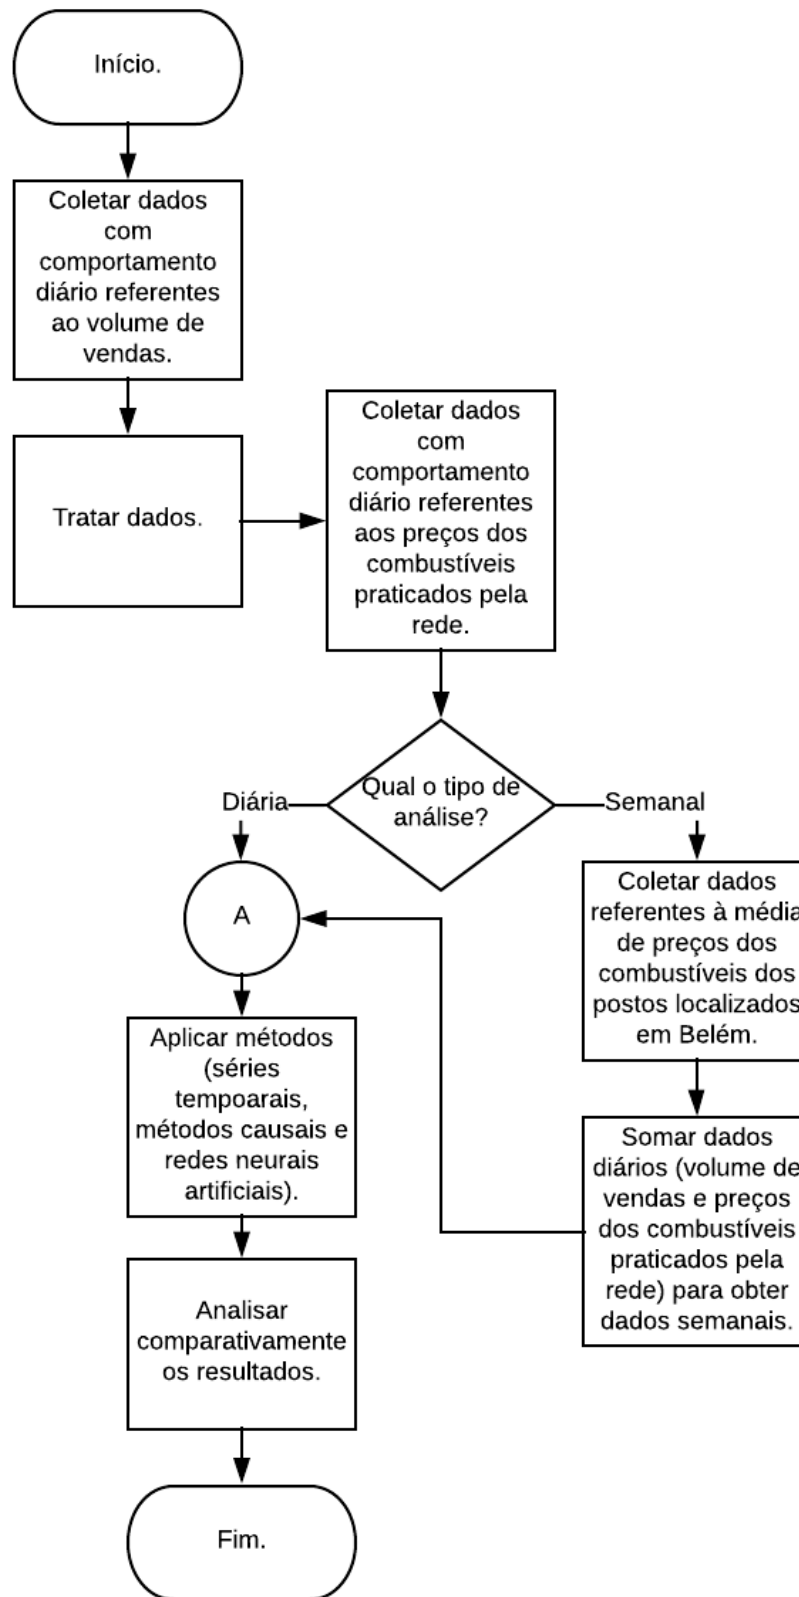 Início.
Coletar dados
com
comportamento
diário referentes
ao volume de
vendas.
Tratar dados.
Coletar dados
com
comportamento
diário referentes
aos preços dos
combustíveis
praticados pela
rede.
Qual o tipo de
análise?
Diária
Semanal
A
Coletar dados
referentes à média
de preços dos
combustíveis dos
postos localizados
em Belém.
Somar dados
diários (volume de
vendas e preços
dos combustíveis
praticados pela
rede) para obter
dados semanais.
Aplicar métodos
(séries
tempoarais,
métodos causais e
redes neurais
artificiais).
Analisar
comparativamente
os resultados.
Fim.